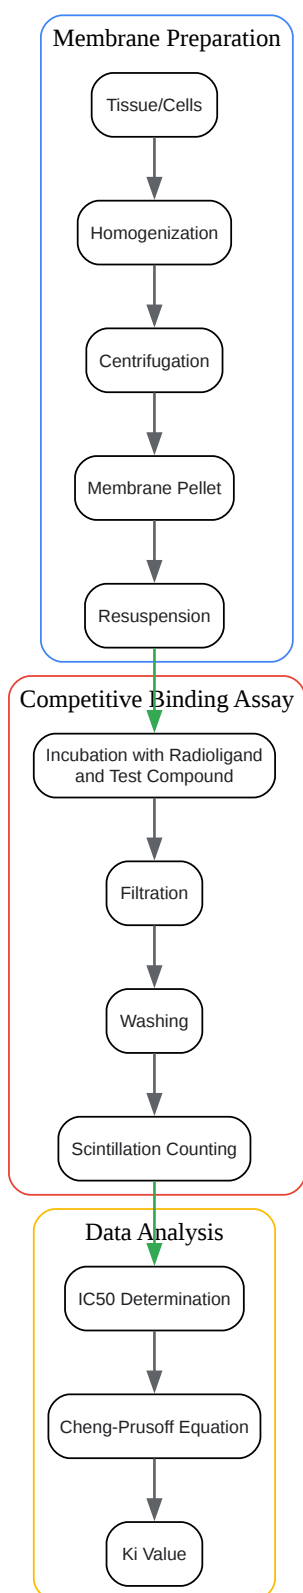 Membrane Preparation
Tissue/Cells
Homogenization
Centrifugation
Membrane Pellet
Resuspension
Competitive Binding Assay
Incubation with Radioligand
and Test Compound
Filtration
Washing
Scintillation Counting
Data Analysis
IC50 Determination
Cheng-Prusoff Equation
Ki Value